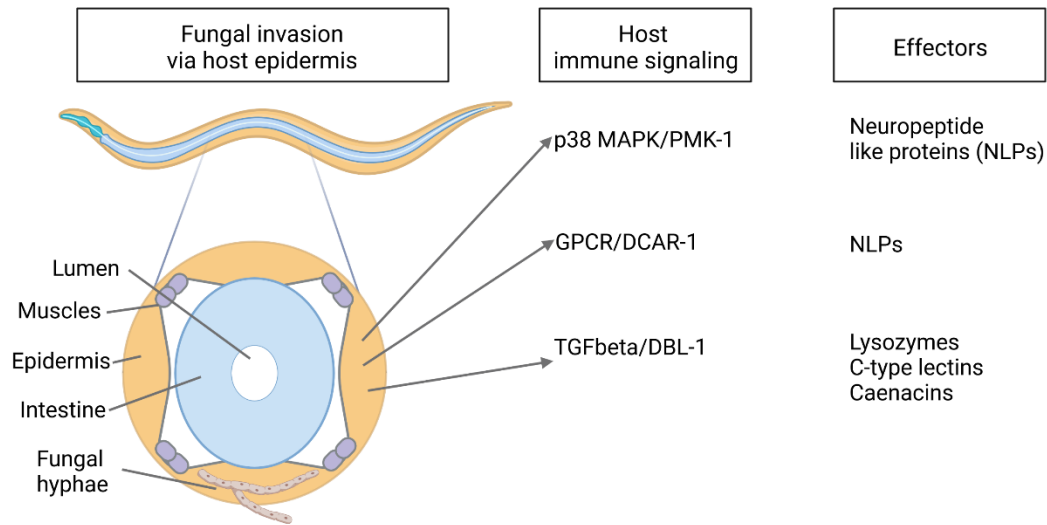 Fungal invasion
via host epidermis
Host
immune signaling
Effectors
p38 MAPK/PMK-1
Neuropeptide
like proteins (NLPs)
GPCR/DCAR-1
NLPs
TGFbeta/DBL-1
Lysozymes
C-type lectins
Caenacins
Lumen
Muscles
Epidermis
Intestine
Fungal
hyphae